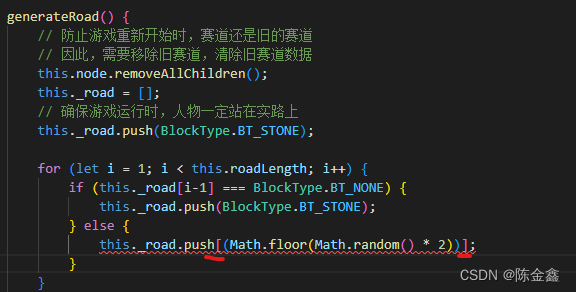 generateRoad() {
// 防止游戏重新开始时，赛道还是旧的赛道
// 因此，需要移除旧赛道，清除旧赛道数据
this.node.removeAllChildren();
this._road = [];
// 确保游戏运行时，人物一定站在实路上
this._road.push(BlockType.BT_STONE);
for (let i = 1; i < this.roadLength; i++) {
if (this._road[i-1] === BlockType.BT_NONE) {
this._road.push(BlockType.BT_STONE);
} else {
this._road.push[(Math.floor(Math.random() * 2))];
}
}
CSDN @陈金鑫